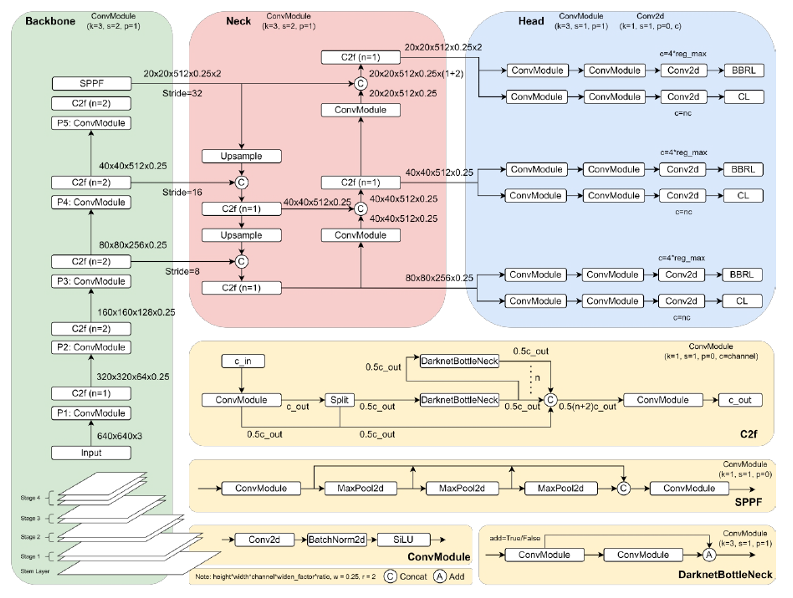 Backbone
ConvModule
(k=3, s=2, p=1)
SPPF
C2f (n=2)
P5: ConvModule
40x40x512x0.25
C2f (n=2)
P4: ConvModule
80x80x256x0.25
C2f (n=2)
P3: ConvModule
160x160x128x0.25
C2f (n=2)
P2: ConvModule
320x320x64x0.25
C2f (n=1)
P1: ConvModule
640x640x3
Input
Stage 4
Stage 3
Stage 2
Stage 1
Stem Layer
Neck
ConvModule
(k=3, s=2, p=1)
20x20x512x0.25x2
Stride=32
Upsample
C
Stride=16
C2f (n=1)
Upsample
C
Stride=8
C2f (n=1)
C2f (n=1)
20x20x512x0.25x(1+2)
C
20x20x512x0.25
ConvModule
C2f (n=1)
40x40x512x0.25
40x40x512x0.25
C
40x40x512x0.25
ConvModule
20x20x512x0.25x2
40x40x512x0.25
80x80x256x0.25
Head
ConvModule
(k=3, s=1, p=1)
Conv2d
(k=1, s=1, p=0, c)
c=4*reg_max
ConvModule ConvModule Conv2d BBRL
ConvModule ConvModule Conv2d CL
c=nc
c=4*reg_max
ConvModule ConvModule Conv2d BBRL
ConvModule ConvModule Conv2d CL
c=nc
c=4*reg_max
ConvModule ConvModule Conv2d BBRL
ConvModule ConvModule Conv2d CL
c=nc
ConvModule
(k=1, s=1, p=0, c=channel)
c_in
0.5c_out
DarknetBottleNeck
0.5c_out
n
ConvModule
c_out
Split
0.5c_out
DarknetBottleNeck
0.5c_out
C
0.5(n+2)c_out
ConvModule
c_out
0.5c_out
0.5c_out
C2f
ConvModule
(k=1, s=1, p=0)
ConvModule MaxPool2d MaxPool2d MaxPool2d C ConvModule
SPPF
Conv2d BatchNorm2d SiLU
ConvModule
Note: height*width*channel*widen_factor*ratio, w = 0.25, r = 2 C Concat A Add
add=True/False
ConvModule
(k=3, s=1, p=1)
ConvModule ConvModule A
DarknetBottleNeck